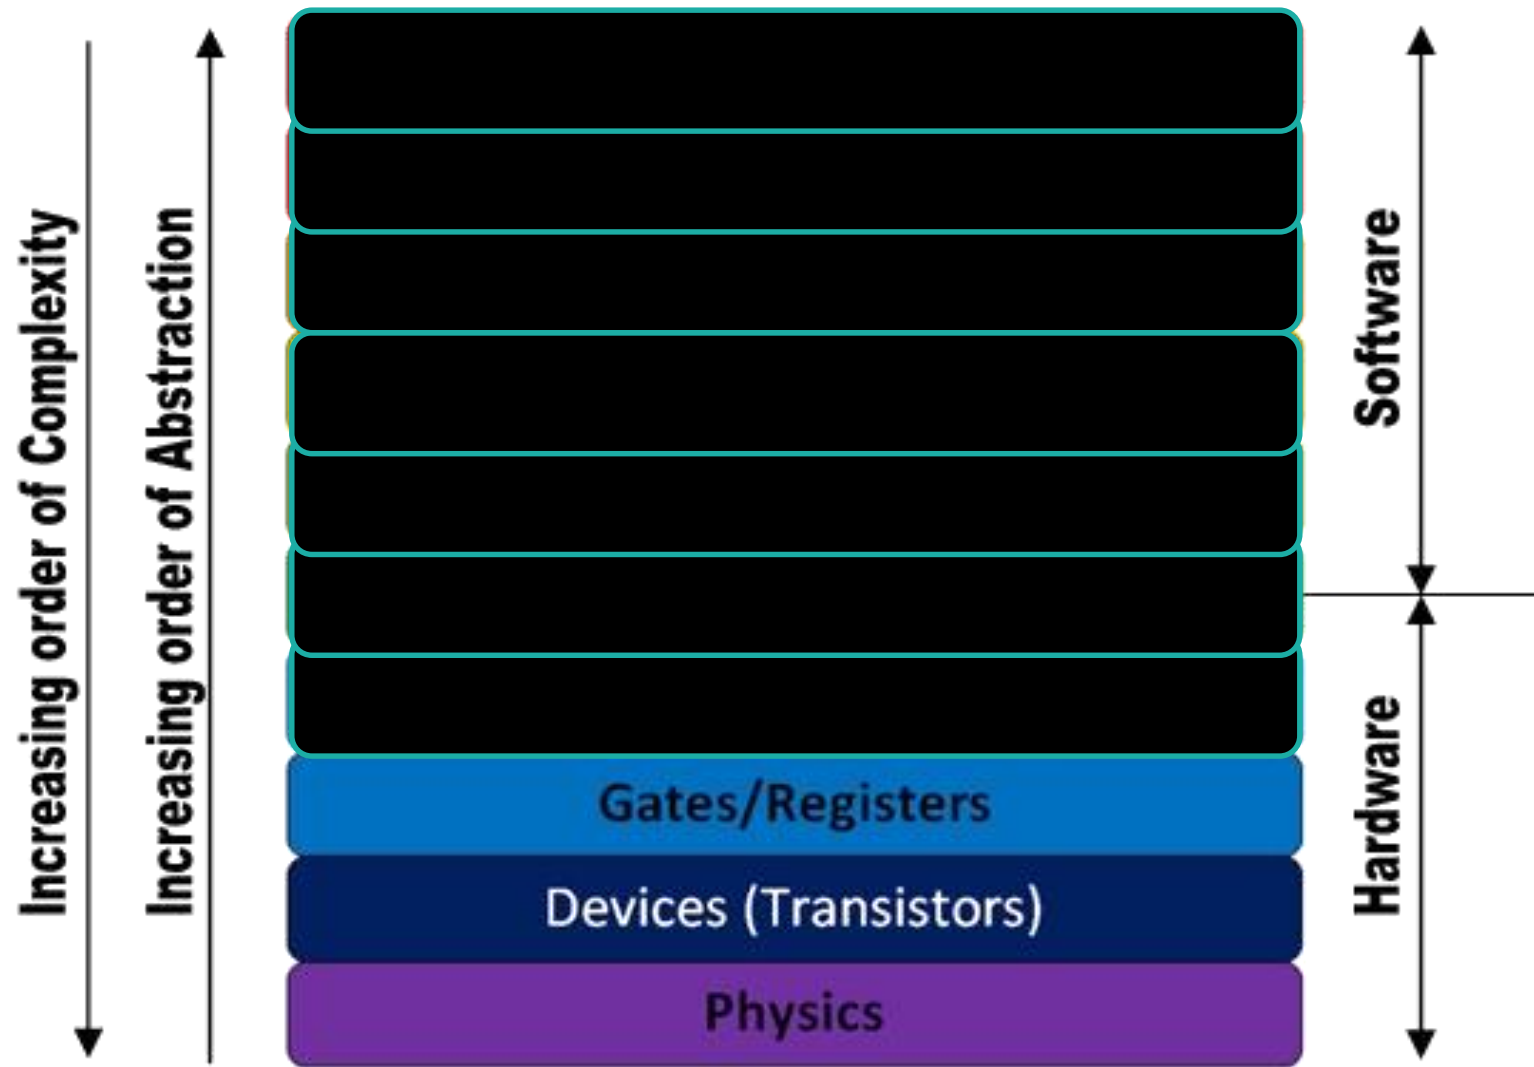 Increasing order of Complexity
Increasing order of Abstraction
Gates/Registers
Devices (Transistors)
Physics
Software
Hardware